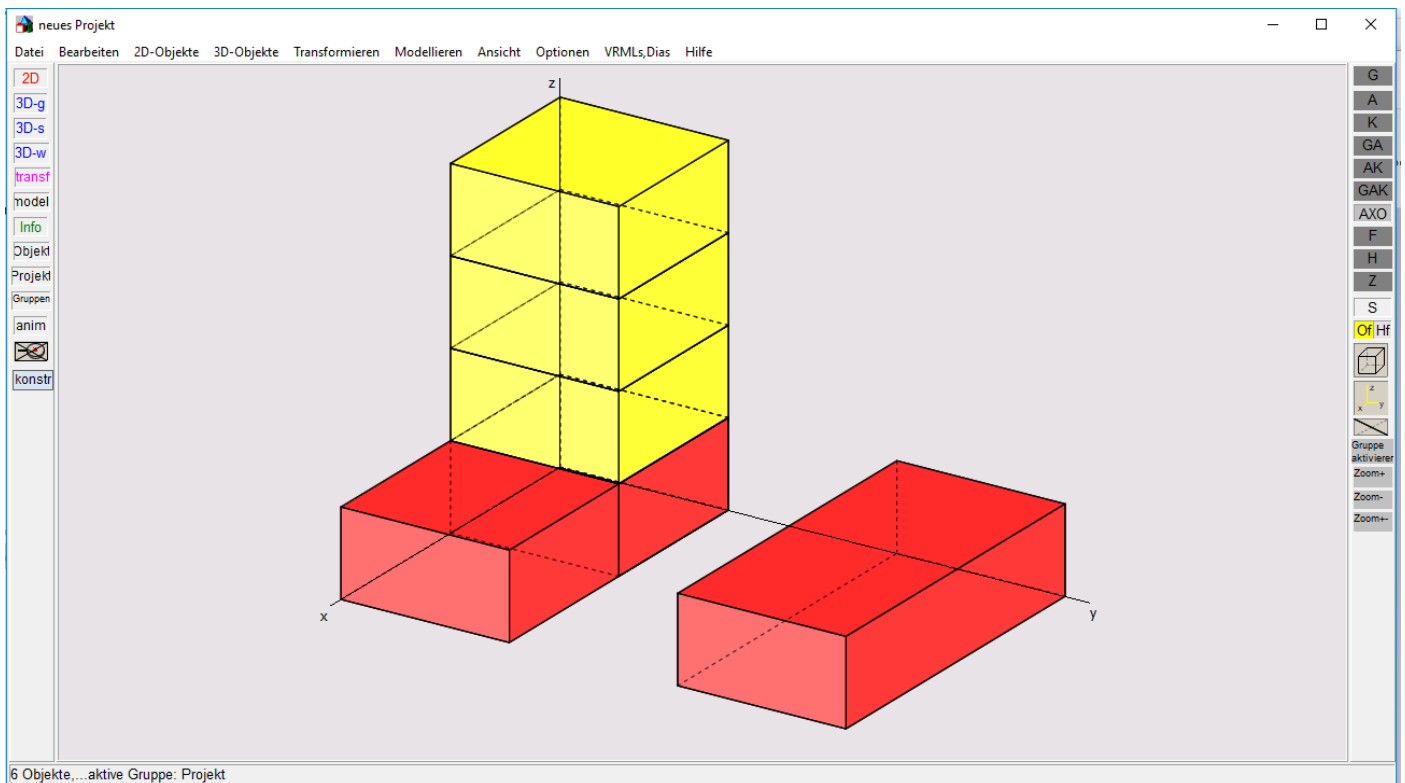 neues Projekt
Datei Bearbeiten 2D-Objekte 3D-Objekte Transformieren Modellieren Ansicht Optionen VRMLs,Dias Hilfe
2D
3D-g
3D-s
3D-w
transf
model
Info
Objekt
Projekt
Gruppen
anim
konstr
z
x
y
G
A
K
GA
AK
GAK
AXO
F
H
Z
S
Of Hf
z
x y
Gruppe
aktivieren
Zoom+
Zoom-
Zoom+-
6 Objekte,...aktive Gruppe: Projekt